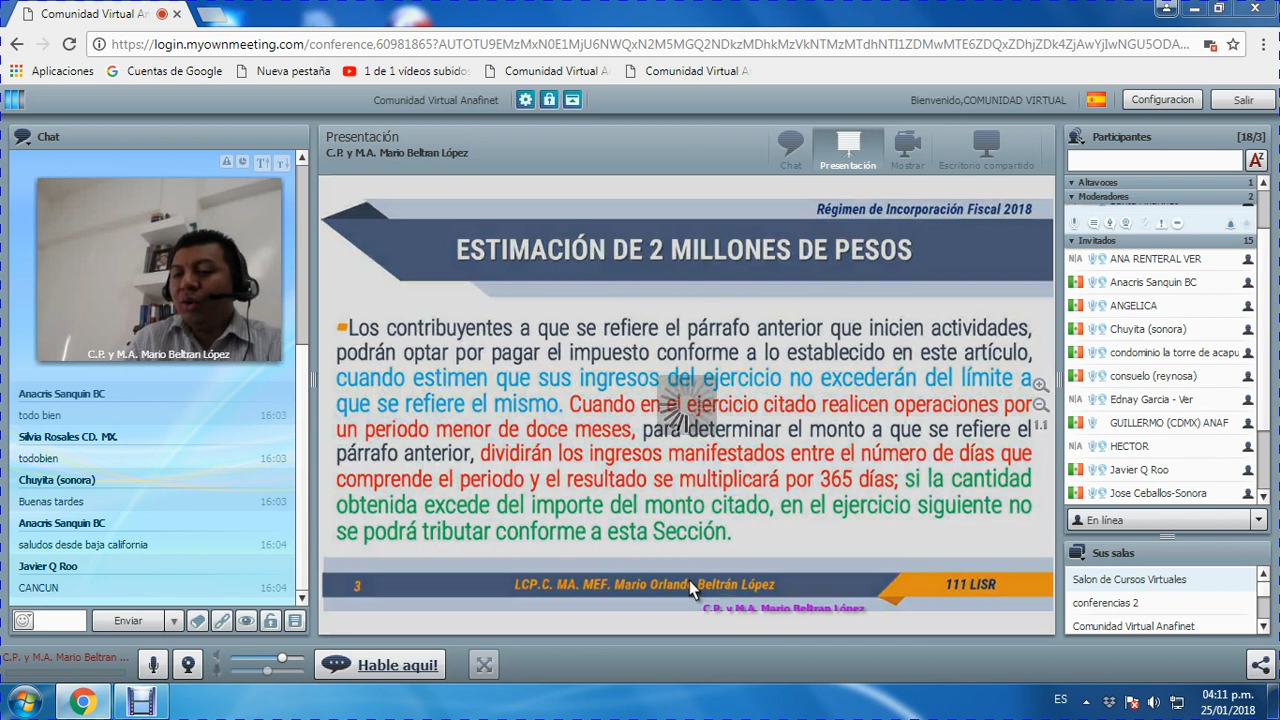 Comunidad Virtual An
https://login.myownmeeting.com/conference,60981865?AUTOTU9EMzMxN0E1MjU6NWQxN2M5MGQ2NDkzMDhkMzVkNTMzMTdhNTI1ZDMwMTE6ZDQxZDhjZDk4ZjAwYjIwNGU5ODA...
Aplicaciones
Cuentas de Google
Nueva pestaña
1 de 1 vídeos subido
Comunidad Virtual A
Comunidad Virtual A
Comunidad Virtual Anafinet
Bienvenido,COMUNIDAD VIRTUAL
Configuracion
Salir
Chat
C.P. y M.A. Mario Beltran López
Anacris Sanquin BC
todo bien 16:03
Silvia Rosales CD. MX.
todobien 16:03
Chuyita (sonora)
Buenas tardes 16:03
Anacris Sanquin BC
saludos desde baja california 16:04
Javier Q Roo
CANCUN 16:04
Enviar
Presentación
C.P. y M.A. Mario Beltran López
Chat
Presentación
Mostrar
Escritorio compartido
Régimen de Incorporación Fiscal 2018
ESTIMACIÓN DE 2 MILLONES DE PESOS
Los contribuyentes a que se refiere el párrafo anterior que inicien actividades,
podrán optar por pagar el impuesto conforme a lo establecido en este artículo,
cuando estimen que sus ingresos del ejercicio no excederán del límite a
que se refiere el mismo. Cuando en el ejercicio citado realicen operaciones por
un periodo menor de doce meses, para determinar el monto a que se refiere el
párrafo anterior, dividirán los ingresos manifestados entre el número de días que
comprende el periodo y el resultado se multiplicará por 365 días; si la cantidad
obtenida excede del importe del monto citado, en el ejercicio siguiente no
se podrá tributar conforme a esta Sección.
3
LCP.C. MA. MEF. Mario Orlando Beltrán López
111 LISR
C.P. y M.A. Mario Beltran López
1.1
Participantes [18/3]
Altavoces 1
Moderadores 2
Invitados 15
N/A ANA RENTERAL VER
Anacris Sanquin BC
ANGELICA
Chuyita (sonora)
condominio la torre de acapu
consuelo (reynosa)
N/A Ednay Garcia - Ver
GUILLERMO (CDMX) ANAF
N/A HECTOR
Javier Q Roo
Jose Ceballos-Sonora
En línea
Sus salas
Salon de Cursos Virtuales
conferencias 2
Comunidad Virtual Anafinet
C.P. y M.A. Mario Beltran ...
Hable aqui!
ES
04:11 p.m.
25/01/2018